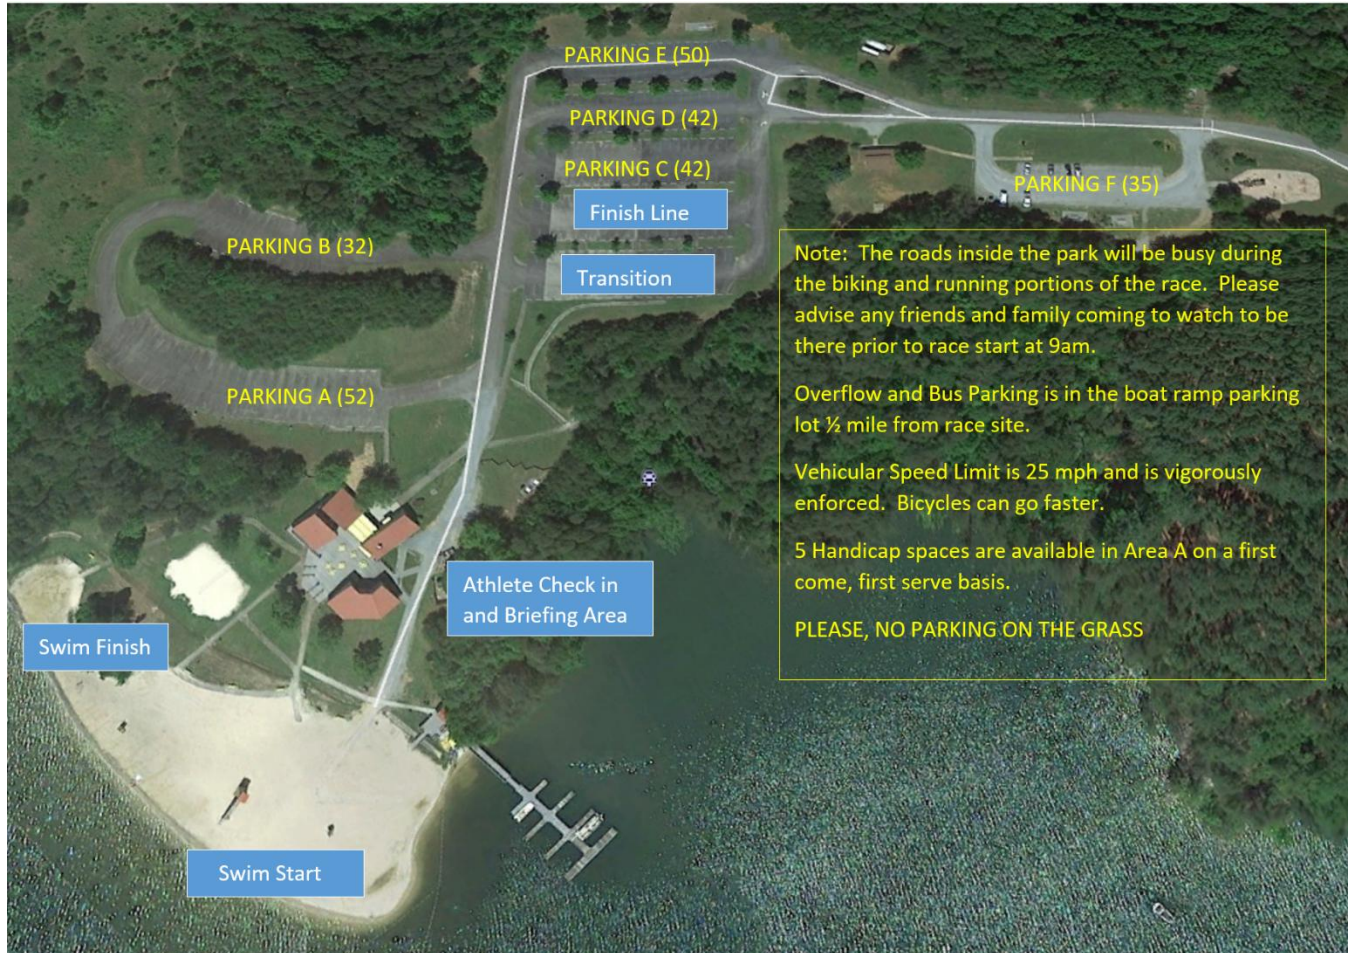 PARKING E (50)
PARKING D (42)
PARKING C (42)
PARKING F (35)
Finish Line
PARKING B (32)
Transition
Note:  The roads inside the park will be busy during
the biking and running portions of the race.  Please
advise any friends and family coming to watch to be
there prior to race start at 9am.
Overflow and Bus Parking is in the boat ramp parking
lot ½ mile from race site.
Vehicular Speed Limit is 25 mph and is vigorously
enforced.  Bicycles can go faster.
5 Handicap spaces are available in Area A on a first
come, first serve basis.
PLEASE, NO PARKING ON THE GRASS
PARKING A (52)
Athlete Check in
and Briefing Area
Swim Finish
Swim Start